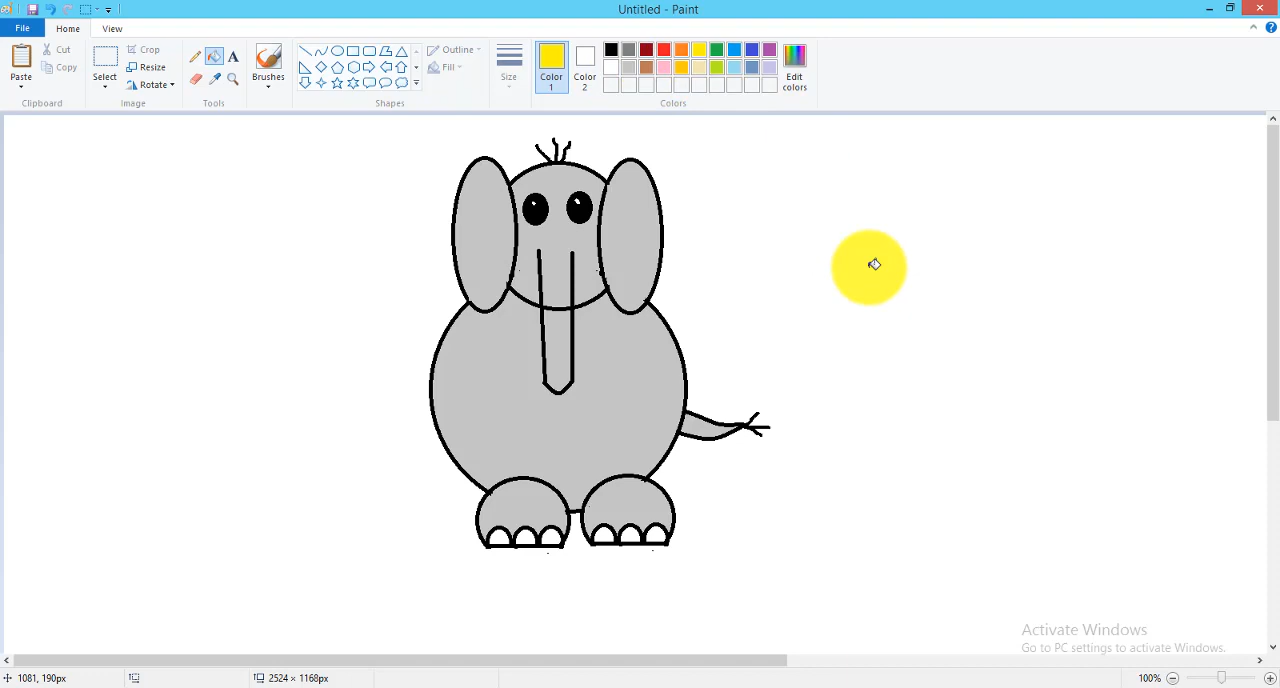 Untitled - Paint
File Home View
Cut
Copy
Paste
Clipboard
Crop
Resize
Rotate
Select
Image
A
Tools
Brushes
Outline
Fill
Shapes
Size
Color 1
Color 2
Edit colors
Colors
Activate Windows
Go to PC settings to activate Windows.
1081, 190px
2524 × 1168px
100%